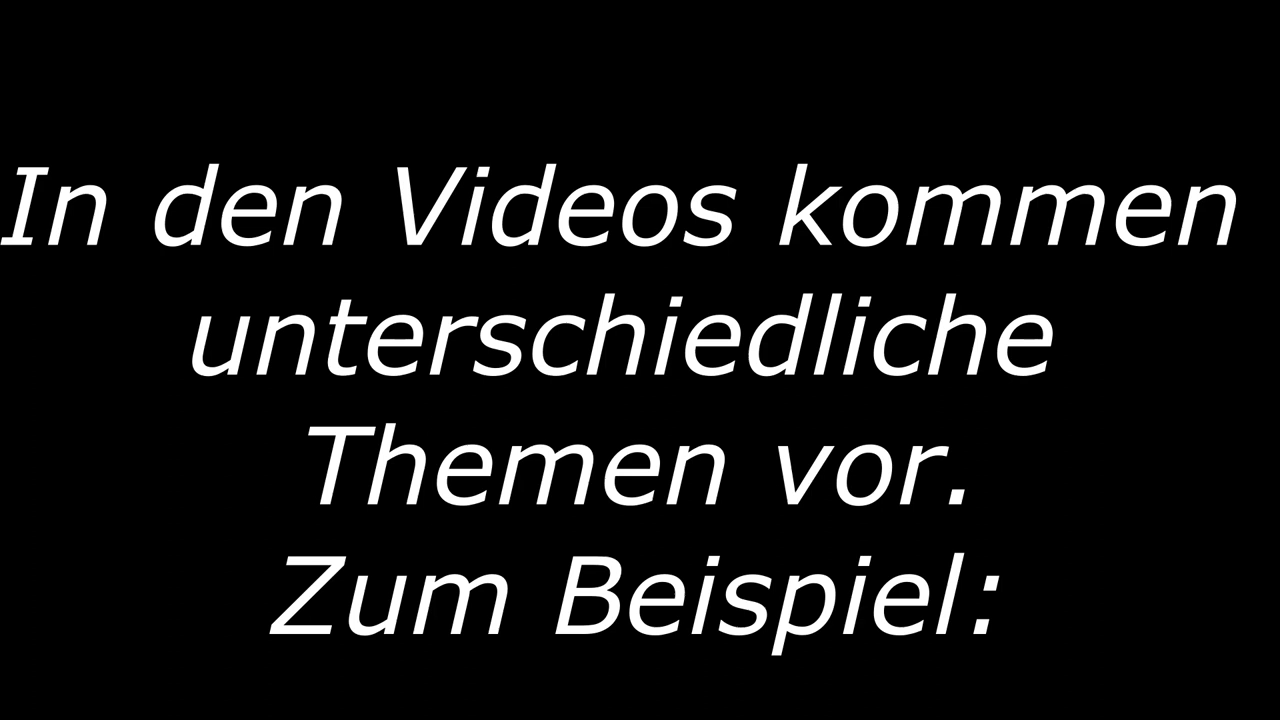 In den Videos kommen
unterschiedliche
Themen vor.
Zum Beispiel: